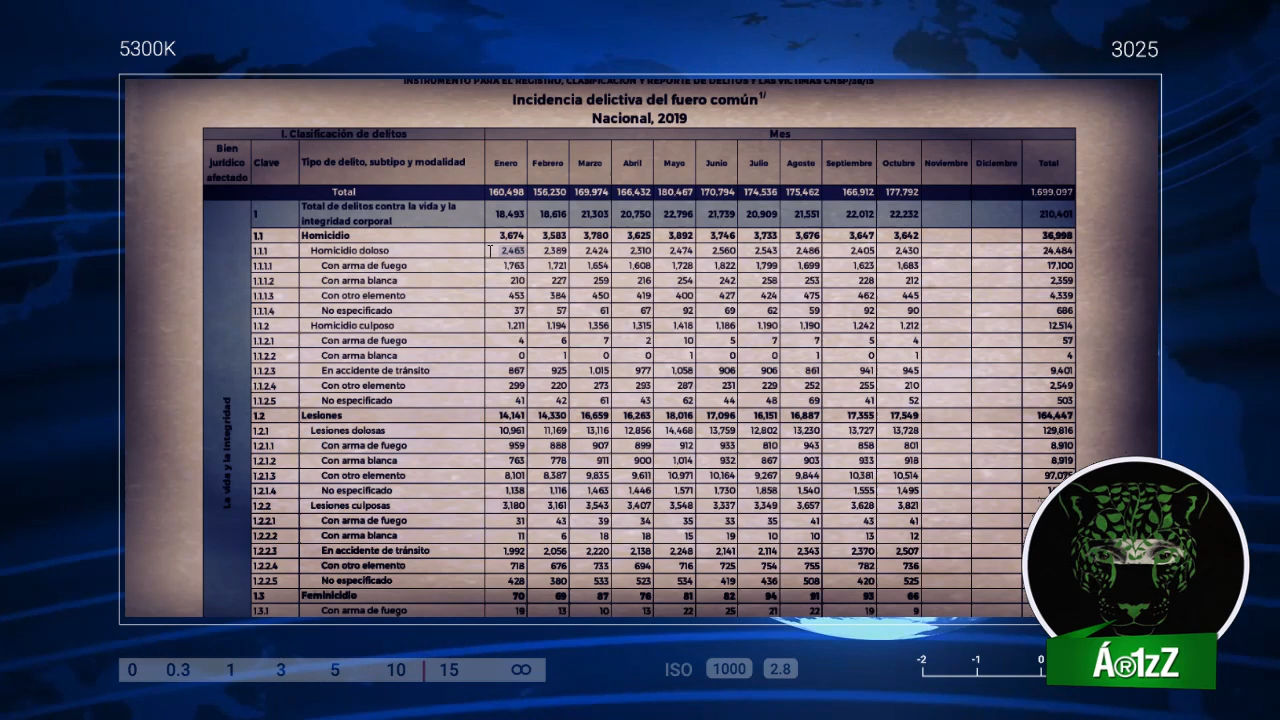 5300K
3025
INSTRUMENTO PARA EL REGISTRO, CLASIFICACIÓN Y REPORTE DE DELITOS Y LAS VÍCTIMAS CNSP/38/15
Incidencia delictiva del fuero común1/
Nacional, 2019
I. Clasificación de delitos Mes
Bien jurídico afectado Clave Tipo de delito, subtipo y modalidad Enero Febrero Marzo Abril Mayo Junio Julio Agosto Septiembre Octubre Noviembre Diciembre Total
Total 160,498 156,230 169,974 166,432 180,467 170,794 174,536 175,462 166,912 177,792 1,699,097
1 Total de delitos contra la vida y la integridad corporal 18,493 18,616 21,303 20,750 22,796 21,739 20,909 21,551 22,012 22,232 210,401
1.1 Homicidio 3,674 3,583 3,780 3,625 3,892 3,746 3,733 3,676 3,647 3,642 36,998
1.1.1 Homicidio doloso 2,463 2,389 2,424 2,310 2,474 2,560 2,543 2,486 2,405 2,430 24,484
1.1.1.1 Con arma de fuego 1,763 1,721 1,654 1,608 1,728 1,822 1,799 1,699 1,623 1,683 17,100
1.1.1.2 Con arma blanca 210 227 259 216 254 242 258 253 228 212 2,359
1.1.1.3 Con otro elemento 453 384 450 419 400 427 424 475 462 445 4,339
1.1.1.4 No especificado 37 57 61 67 92 69 62 59 92 90 686
1.1.2 Homicidio culposo 1,211 1,194 1,356 1,315 1,418 1,186 1,190 1,190 1,242 1,212 12,514
1.1.2.1 Con arma de fuego 4 6 7 2 10 5 7 7 5 4 57
1.1.2.2 Con arma blanca 0 1 0 0 1 0 0 1 0 1 4
1.1.2.3 En accidente de tránsito 867 925 1,015 977 1,058 906 906 861 941 945 9,401
1.1.2.4 Con otro elemento 299 220 273 293 287 231 229 252 255 210 2,549
1.1.2.5 No especificado 41 42 61 43 62 44 48 69 41 52 503
1.2 Lesiones 14,141 14,330 16,659 16,263 18,016 17,096 16,151 16,887 17,355 17,549 164,447
1.2.1 Lesiones dolosas 10,961 11,169 13,116 12,856 14,468 13,759 12,802 13,230 13,727 13,728 129,816
1.2.1.1 Con arma de fuego 959 888 907 899 912 933 810 943 858 801 8,910
1.2.1.2 Con arma blanca 763 778 911 900 1,014 932 867 903 933 918 8,919
1.2.1.3 Con otro elemento 8,101 8,387 9,835 9,611 10,971 10,164 9,267 9,844 10,381 10,514
1.2.1.4 No especificado 1,138 1,116 1,463 1,446 1,571 1,730 1,858 1,540 1,555 1,495
1.2.2 Lesiones culposas 3,180 3,161 3,543 3,407 3,548 3,337 3,349 3,657 3,628 3,821
1.2.2.1 Con arma de fuego 31 43 39 34 35 33 35 41 43 41
1.2.2.2 Con arma blanca 11 6 18 18 15 19 10 10 13 12
1.2.2.3 En accidente de tránsito 1,992 2,056 2,220 2,138 2,248 2,141 2,114 2,343 2,370 2,507
1.2.2.4 Con otro elemento 718 676 733 694 716 725 754 755 782 736
1.2.2.5 No especificado 428 380 533 523 534 419 436 508 420 525
1.3 Feminicidio 70 69 87 76 81 82 94 91 93 66
1.3.1 Con arma de fuego 19 13 10 13 22 25 21 22 19 9
La vida y la Integridad
0 0.3 1 3 5 10 15 ∞
ISO 1000 2.8
-2 -1 0
Á®1zZ